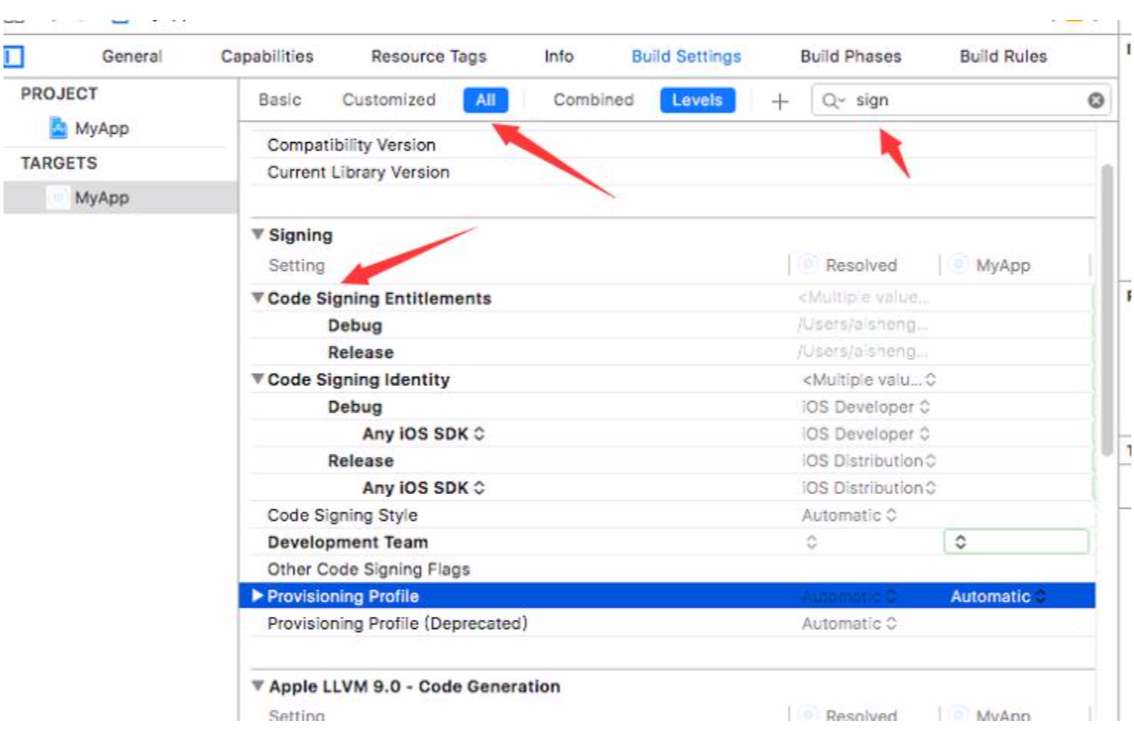 General Capabilities Resource Tags Info Build Settings Build Phases Build Rules
PROJECT
MyApp
TARGETS
MyApp
Basic Customized All Combined Levels + sign
Compatibility Version
Current Library Version
Signing
Setting Resolved MyApp
Code Signing Entitlements <Multiple value...
Debug /Users/aisheng...
Release /Users/aisheng...
Code Signing Identity <Multiple valu...
Debug iOS Developer
Any iOS SDK iOS Developer
Release iOS Distribution
Any iOS SDK iOS Distribution
Code Signing Style Automatic
Development Team
Other Code Signing Flags
Provisioning Profile Automatic Automatic
Provisioning Profile (Deprecated) Automatic
Apple LLVM 9.0 - Code Generation
Setting Resolved MyApp